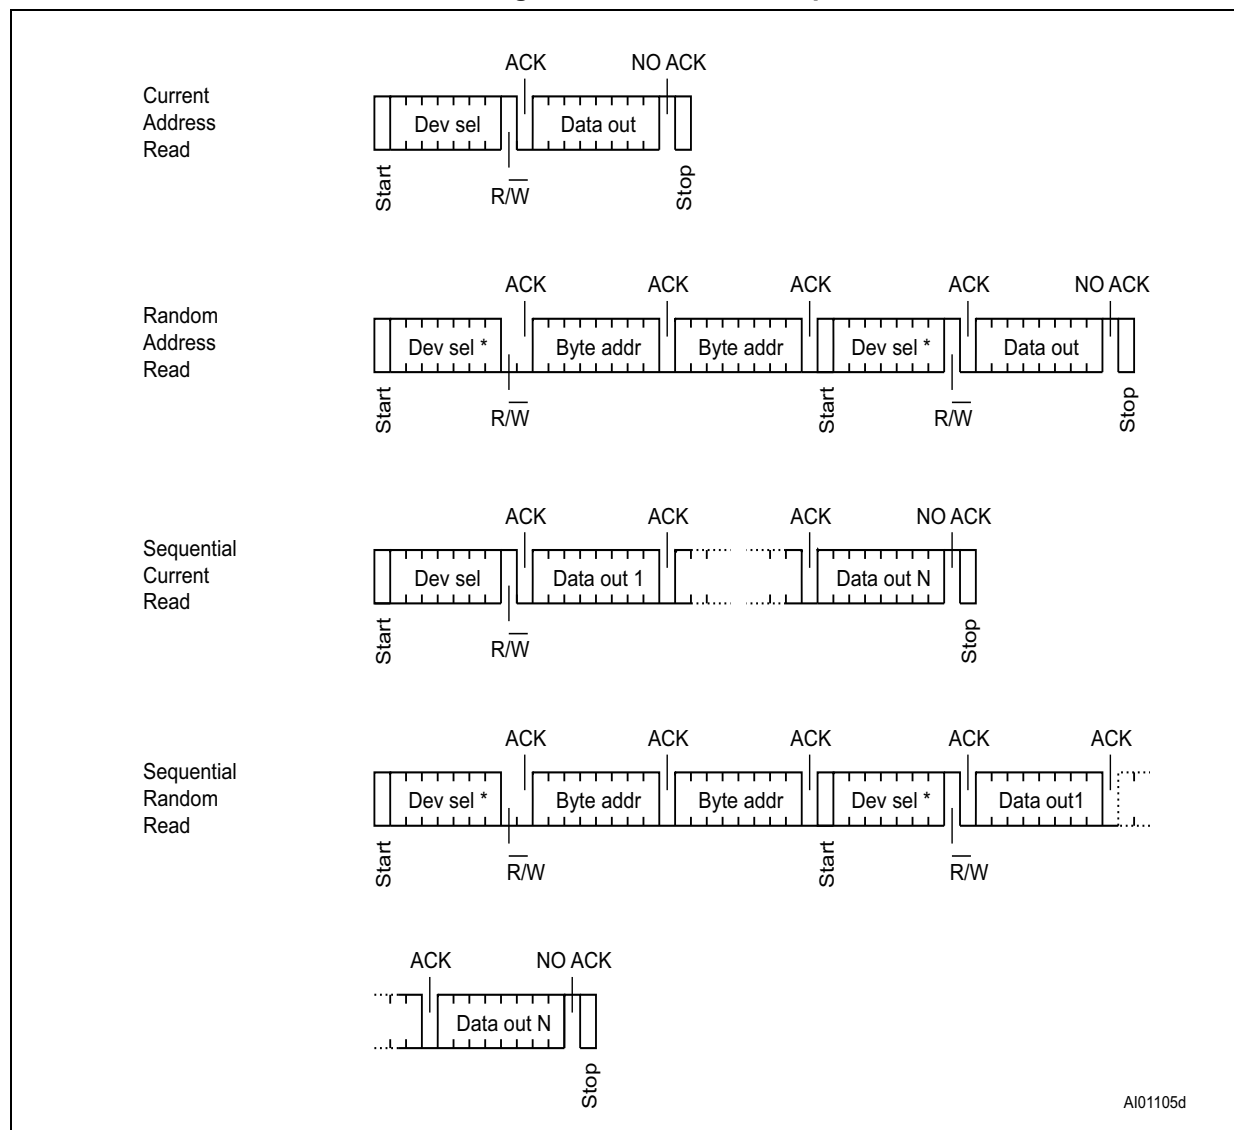 ACK NO ACK
Current
Address
Read
Dev sel Data out
Start R/W̅ Stop
ACK ACK ACK ACK NO ACK
Random
Address
Read
Dev sel * Byte addr Byte addr Dev sel * Data out
Start R/W̅ Start R/W̅ Stop
ACK ACK ACK NO ACK
Sequential
Current
Read
Dev sel Data out 1 Data out N
Start R/W̅ Stop
ACK ACK ACK ACK ACK
Sequential
Random
Read
Dev sel * Byte addr Byte addr Dev sel * Data out1
Start R̅/W Start R̅/W
ACK NO ACK
Data out N
Stop
AI01105d